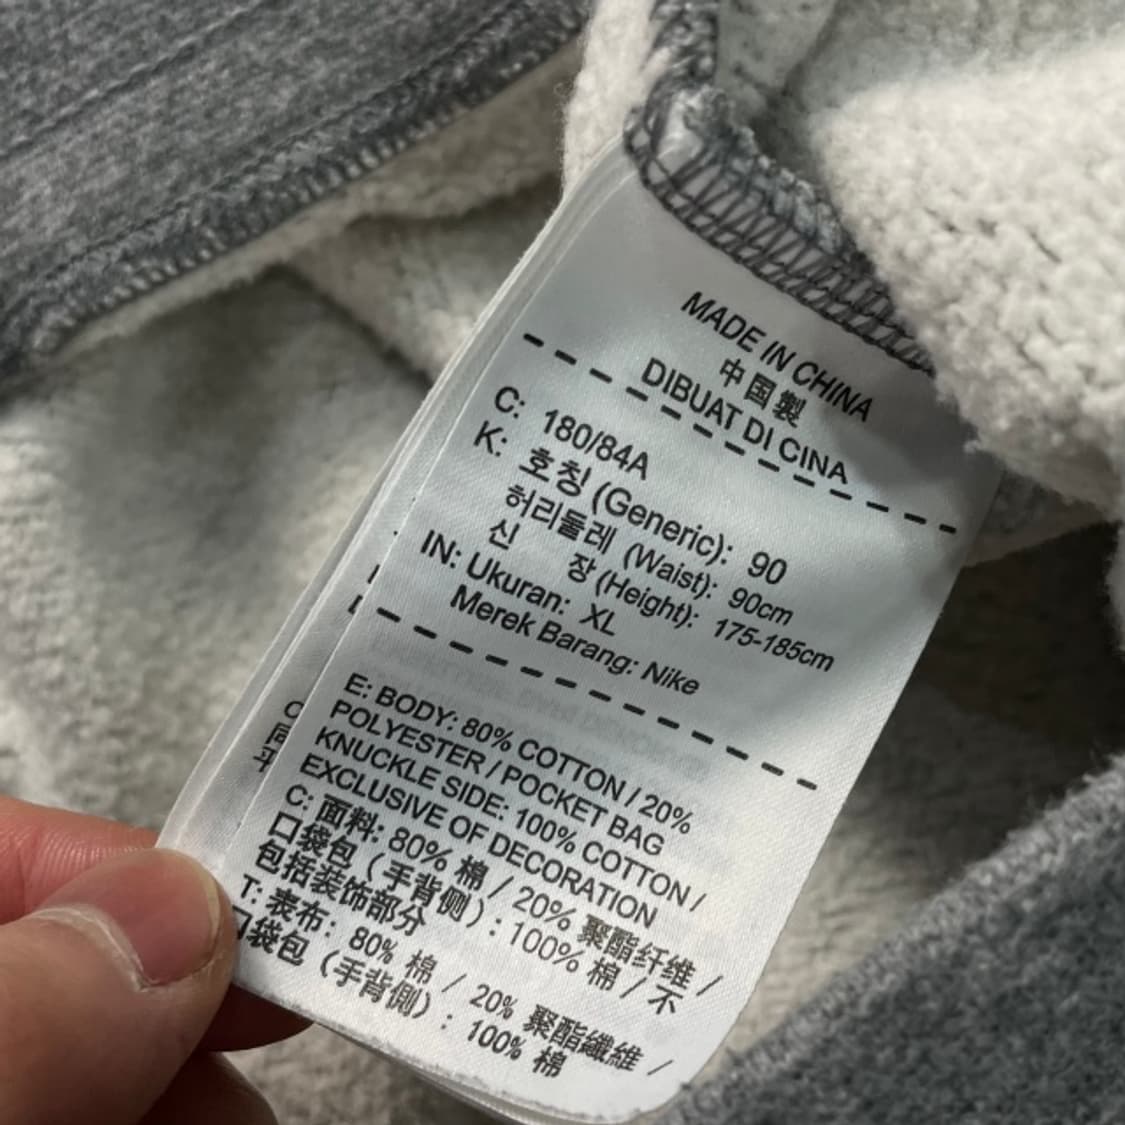 MADE IN CHINA
中国製
DIBUAT DI CINA
C: 180/84A
K: 호칭 (Generic): 90
허리둘레 (Waist): 90cm
신 장 (Height): 175-185cm
IN: Ukuran: XL
Merek Barang: Nike
E: BODY: 80% COTTON / 20%
POLYESTER / POCKET BAG
KNUCKLE SIDE: 100% COTTON /
EXCLUSIVE OF DECORATION
C: 面料: 80% 棉 / 20% 聚酯纤维 /
口袋包（手背侧）: 100% 棉 / 不
包括装饰部分
T: 表布: 80% 棉 / 20% 聚酯纖維 /
口袋包（手背側）: 100% 棉